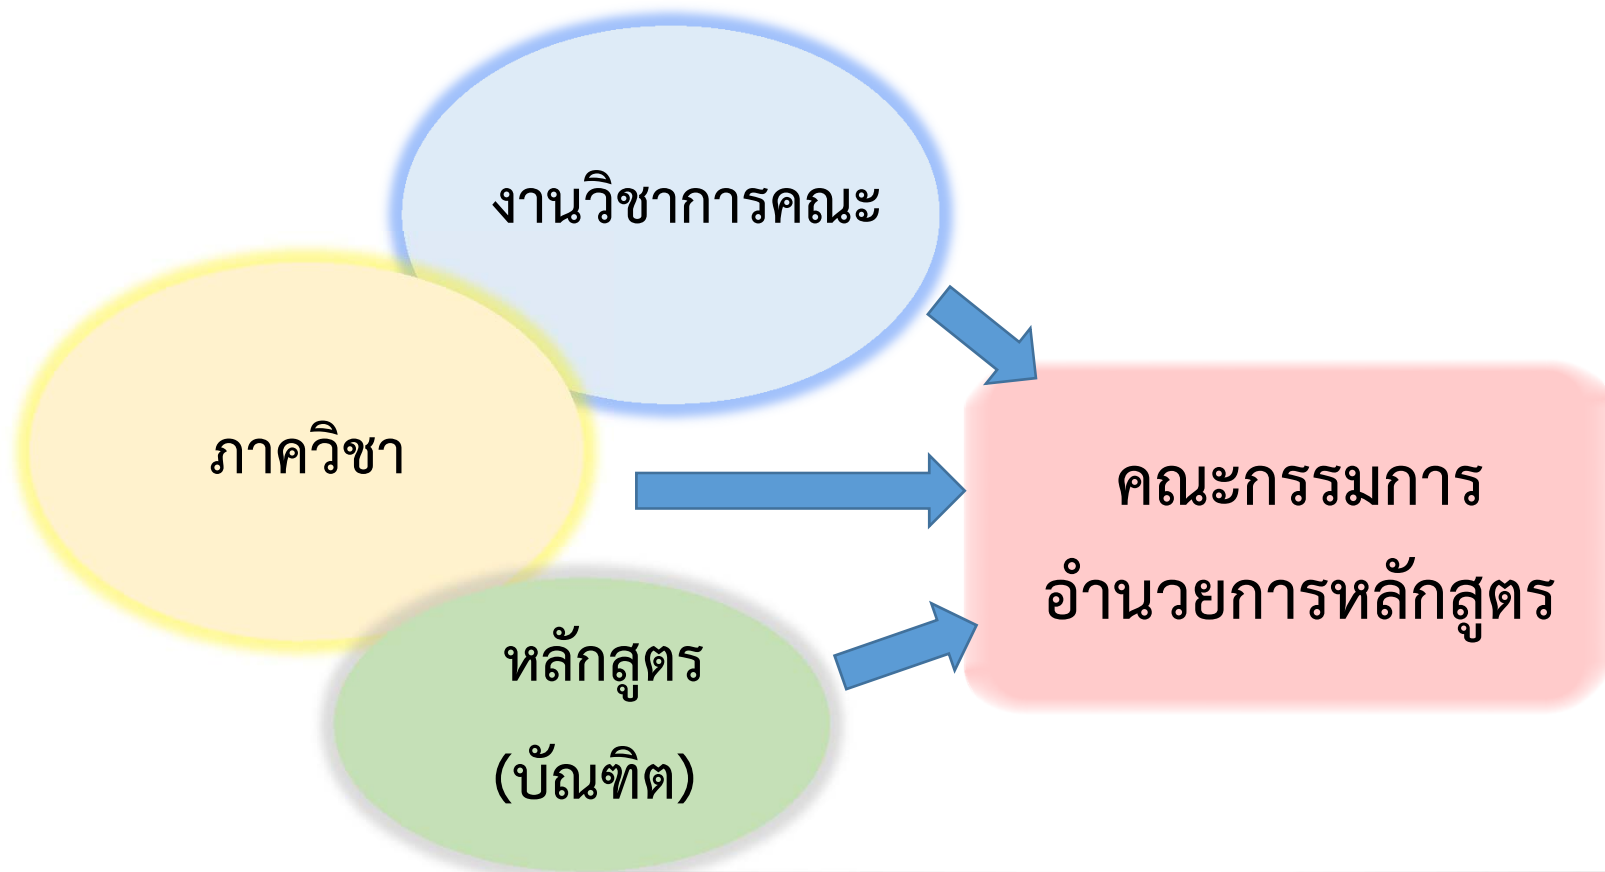 งานวิชาการคณะ
ภาควิชา
หลักสูตร
(บัณฑิต)
คณะกรรมการ
อำนวยการหลักสูตร